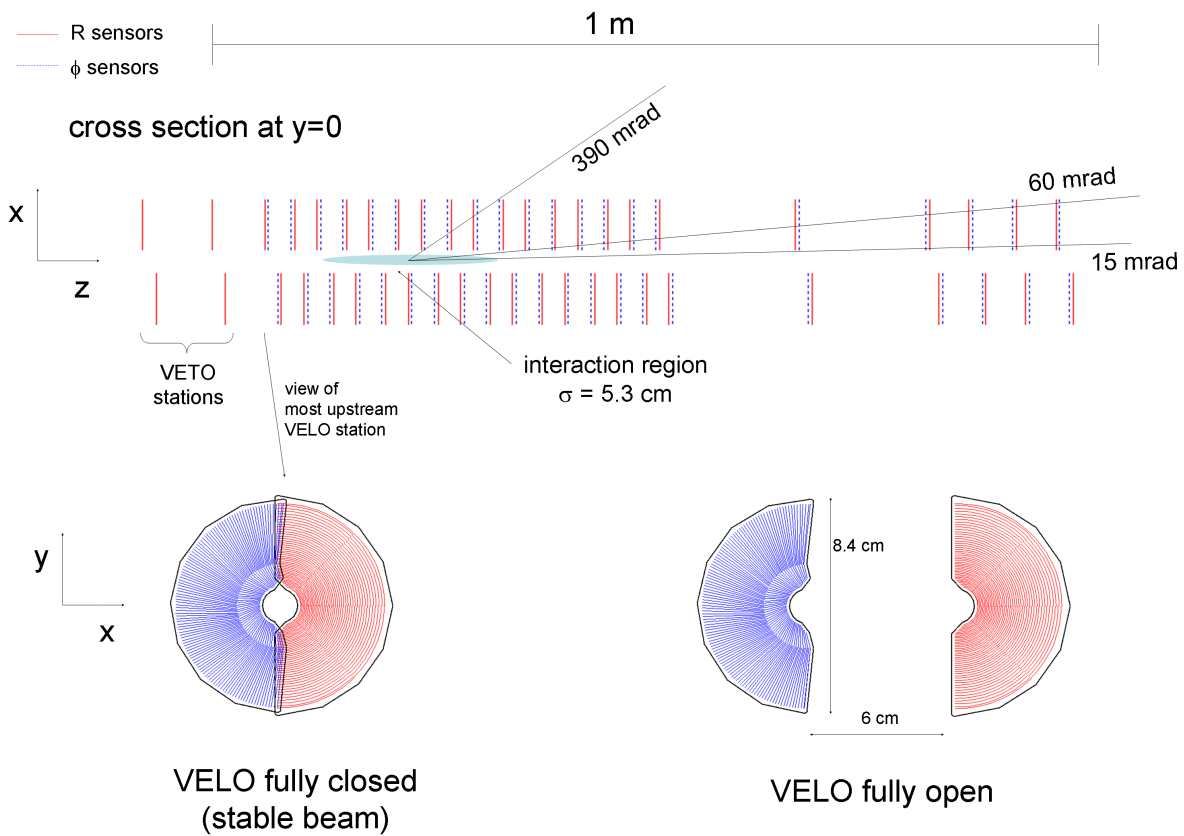 R sensors
ϕ sensors
1 m
cross section at y=0
390 mrad
60 mrad
15 mrad
x
z
VETO
stations
view of
most upstream
VELO station
interaction region
σ = 5.3 cm
y
x
8.4 cm
6 cm
VELO fully closed
(stable beam)
VELO fully open